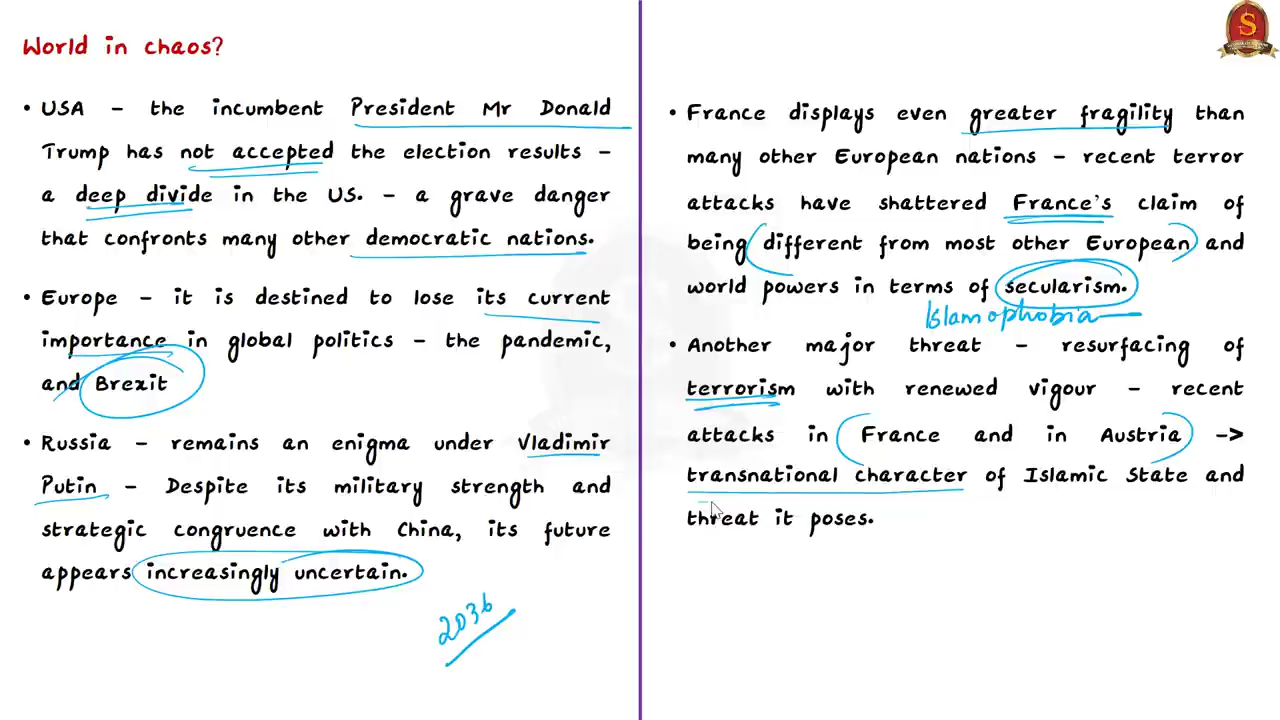 World in chaos?
• USA – the incumbent President Mr Donald
Trump has not accepted the election results –
a deep divide in the US. – a grave danger
that confronts many other democratic nations.
• Europe – it is destined to lose its current
importance in global politics – the pandemic,
and Brexit
• Russia – remains an enigma under Vladimir
Putin – Despite its military strength and
strategic congruence with China, its future
appears increasingly uncertain.
2036
• France displays even greater fragility than
many other European nations – recent terror
attacks have shattered France's claim of
being different from most other European and
world powers in terms of secularism.
Islamophobia
• Another major threat – resurfacing of
terrorism with renewed vigour – recent
attacks in France and in Austria ->
transnational character of Islamic State and
threat it poses.
S